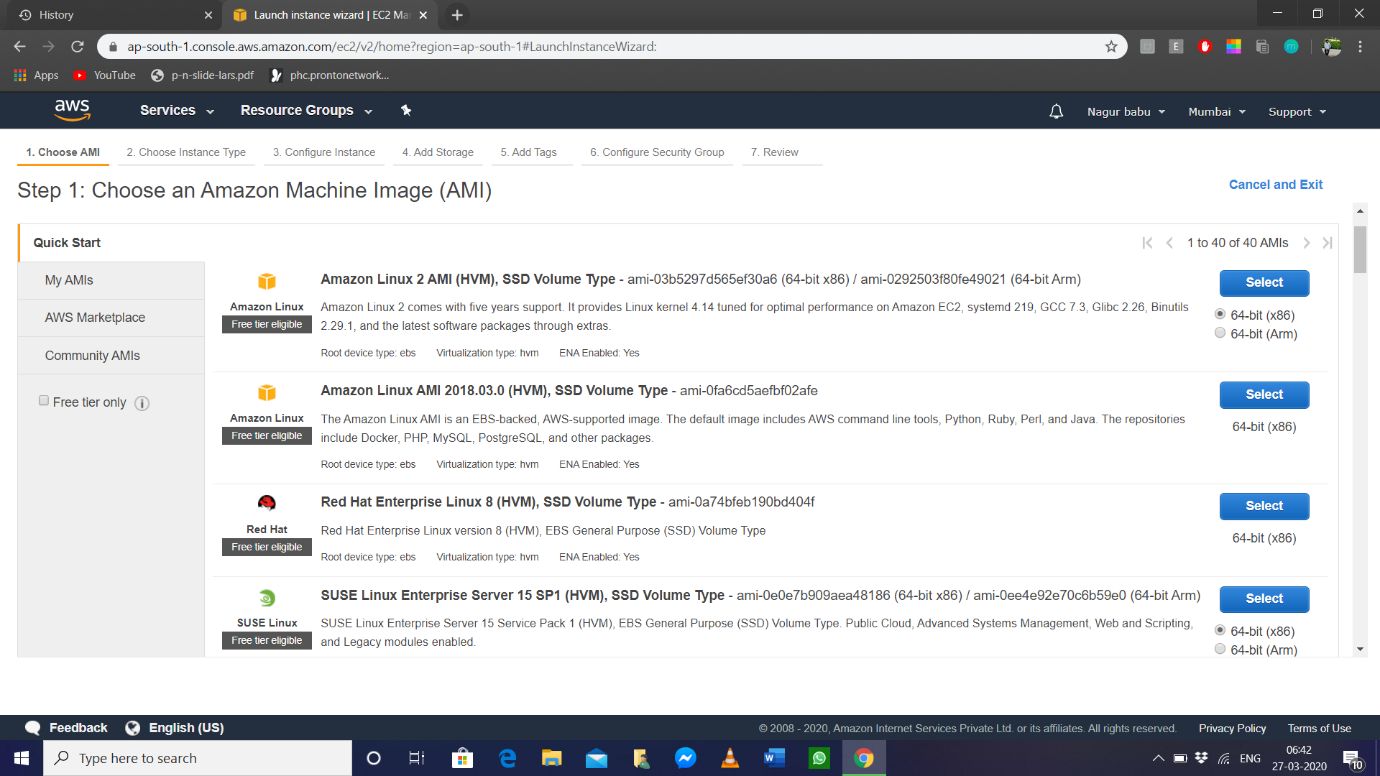 History
Launch instance wizard | EC2 Ma
ap-south-1.console.aws.amazon.com/ec2/v2/home?region=ap-south-1#LaunchInstanceWizard:
Apps
YouTube
p-n-slide-lars.pdf
phc.prontonetwork...
aws
Services
Resource Groups
Nagur babu
Mumbai
Support
1. Choose AMI
2. Choose Instance Type
3. Configure Instance
4. Add Storage
5. Add Tags
6. Configure Security Group
7. Review
Step 1: Choose an Amazon Machine Image (AMI)
Cancel and Exit
Quick Start
1 to 40 of 40 AMIs
My AMIs
AWS Marketplace
Community AMIs
Free tier only
Amazon Linux
Free tier eligible
Amazon Linux 2 AMI (HVM), SSD Volume Type - ami-03b5297d565ef30a6 (64-bit x86) / ami-0292503f80fe49021 (64-bit Arm)
Amazon Linux 2 comes with five years support. It provides Linux kernel 4.14 tuned for optimal performance on Amazon EC2, systemd 219, GCC 7.3, Glibc 2.26, Binutils
2.29.1, and the latest software packages through extras.
Root device type: ebs Virtualization type: hvm ENA Enabled: Yes
Select
64-bit (x86)
64-bit (Arm)
Amazon Linux
Free tier eligible
Amazon Linux AMI 2018.03.0 (HVM), SSD Volume Type - ami-0fa6cd5aefbf02afe
The Amazon Linux AMI is an EBS-backed, AWS-supported image. The default image includes AWS command line tools, Python, Ruby, Perl, and Java. The repositories
include Docker, PHP, MySQL, PostgreSQL, and other packages.
Root device type: ebs Virtualization type: hvm ENA Enabled: Yes
Select
64-bit (x86)
Red Hat
Free tier eligible
Red Hat Enterprise Linux 8 (HVM), SSD Volume Type - ami-0a74bfeb190bd404f
Red Hat Enterprise Linux version 8 (HVM), EBS General Purpose (SSD) Volume Type
Root device type: ebs Virtualization type: hvm ENA Enabled: Yes
Select
64-bit (x86)
SUSE Linux
Free tier eligible
SUSE Linux Enterprise Server 15 SP1 (HVM), SSD Volume Type - ami-0e0e7b909aea48186 (64-bit x86) / ami-0ee4e92e70c6b59e0 (64-bit Arm)
SUSE Linux Enterprise Server 15 Service Pack 1 (HVM), EBS General Purpose (SSD) Volume Type. Public Cloud, Advanced Systems Management, Web and Scripting,
and Legacy modules enabled.
Select
64-bit (x86)
64-bit (Arm)
Feedback
English (US)
© 2008 - 2020, Amazon Internet Services Private Ltd. or its affiliates. All rights reserved.
Privacy Policy
Terms of Use
Type here to search
ENG
06:42
27-03-2020
10